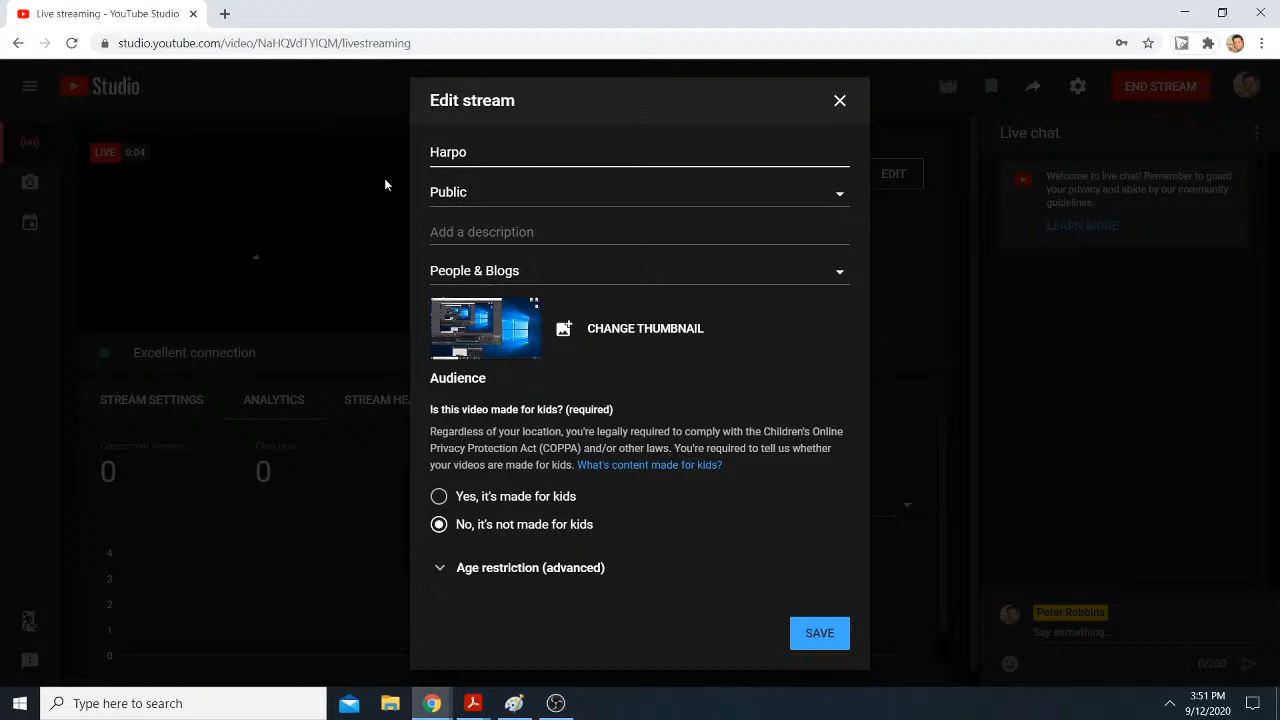 Live streaming - YouTube Studio
studio.youtube.com/video/NaHQVdTYIQM/livestreaming
Studio
END STREAM
Edit stream
LIVE 0:04
Harpo
EDIT
Public
Add a description
People & Blogs
CHANGE THUMBNAIL
Live chat
Welcome to live chat! Remember to guard
your privacy and abide by our community
guidelines.
LEARN MORE
Excellent connection
STREAM SETTINGS
ANALYTICS
STREAM HEA
0
0
4
3
2
1
0
Audience
Is this video made for kids? (required)
Regardless of your location, you're legally required to comply with the Children's Online
Privacy Protection Act (COPPA) and/or other laws. You're required to tell us whether
your videos are made for kids. What's content made for kids?
Yes, it's made for kids
No, it's not made for kids
Age restriction (advanced)
SAVE
Peter Robbins
Say something...
0/200
Type here to search
3:51 PM
9/12/2020